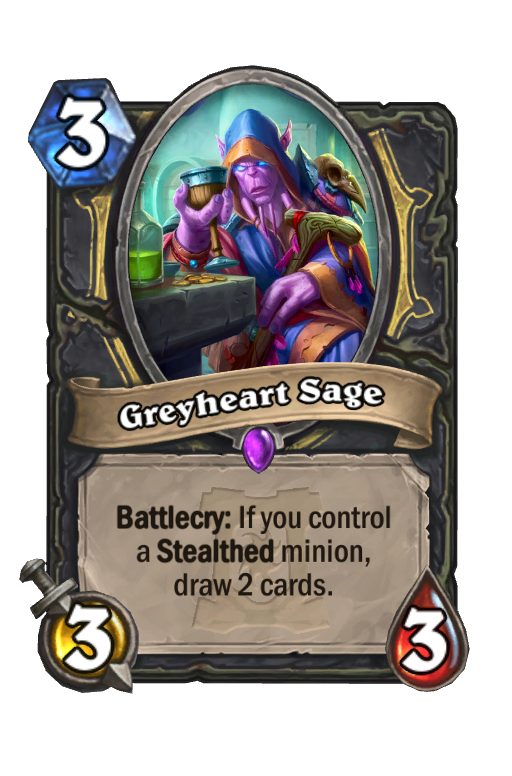 3
Greyheart Sage
Battlecry: If you control
a Stealthed minion,
draw 2 cards.
3
3